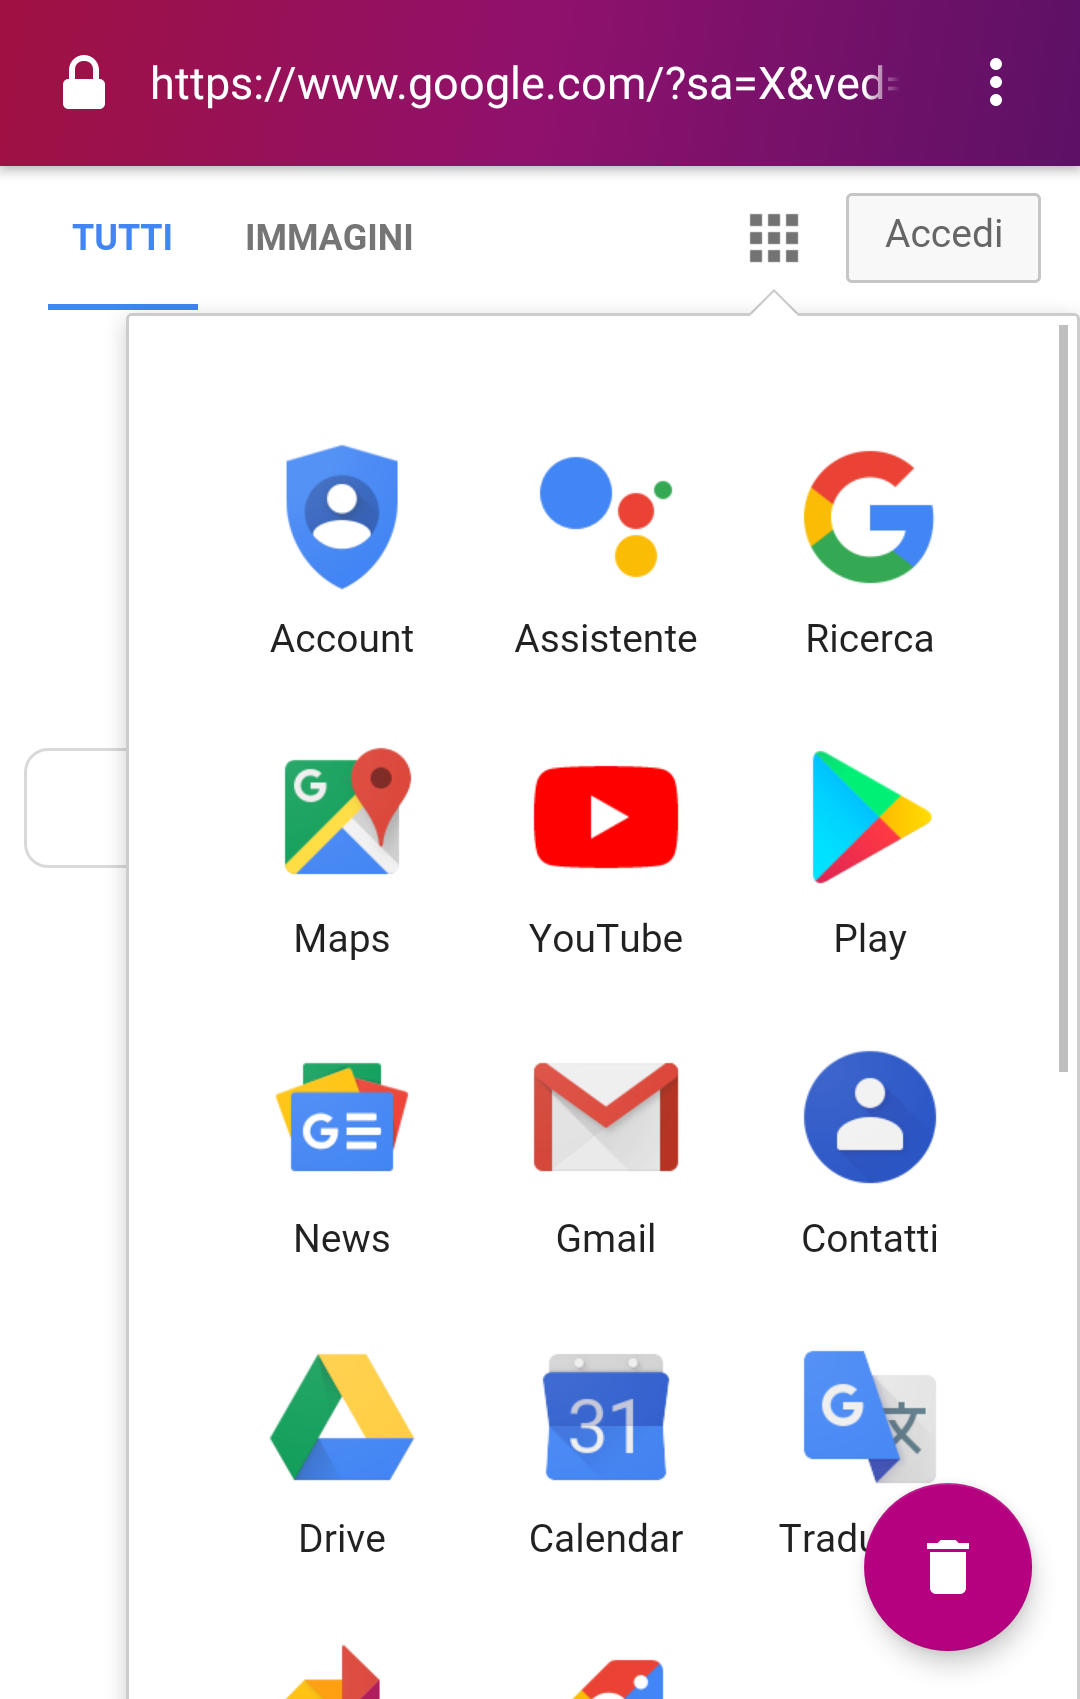 https://www.google.com/?sa=X&ved=
TUTTI IMMAGINI Accedi
Account Assistente Ricerca
G
Maps YouTube Play
G
News Gmail Contatti
31 G 文
Drive Calendar